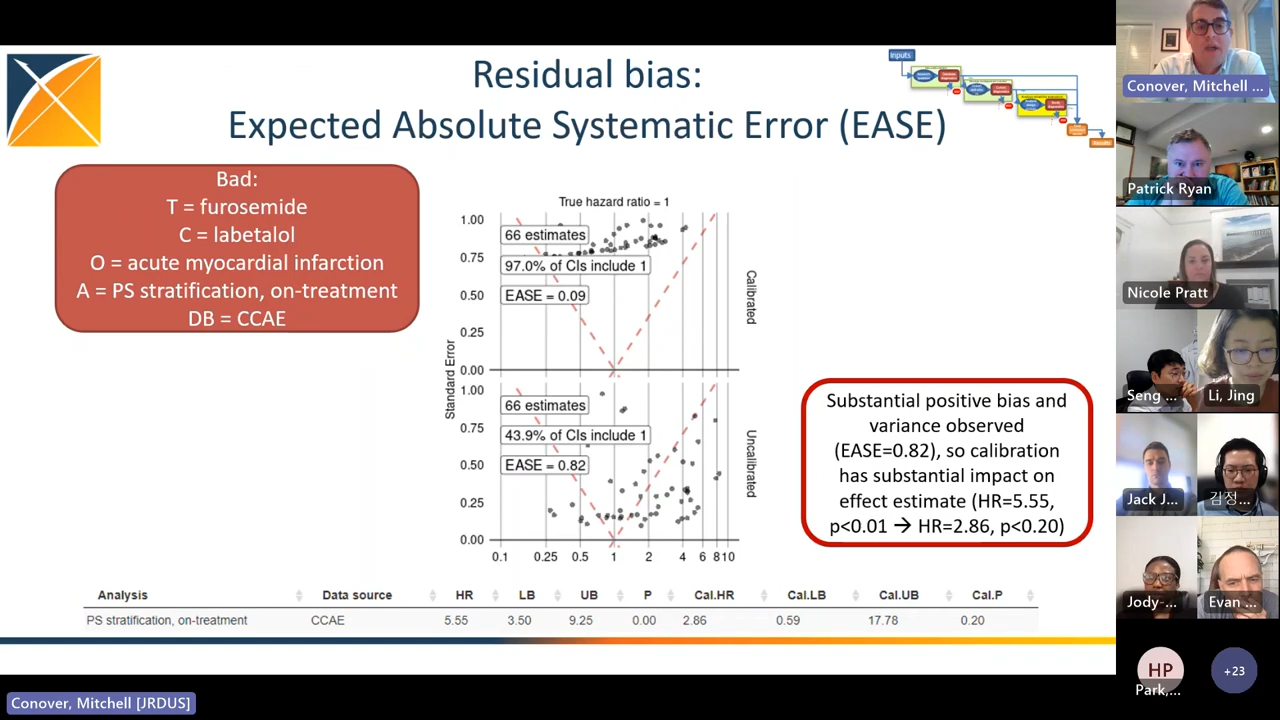 Residual bias:
Expected Absolute Systematic Error (EASE)
Inputs
Bad:
T = furosemide
C = labetalol
O = acute myocardial infarction
A = PS stratification, on-treatment
DB = CCAE
True hazard ratio = 1
1.00
0.75
0.50
0.25
0.00
66 estimates
97.0% of CIs include 1
EASE = 0.09
Calibrated
Standard Error
1.00
0.75
0.50
0.25
0.00
66 estimates
43.9% of CIs include 1
EASE = 0.82
Uncalibrated
0.1 0.25 0.5 1 2 4 6 8 10
Substantial positive bias and
variance observed
(EASE=0.82), so calibration
has substantial impact on
effect estimate (HR=5.55,
p<0.01 → HR=2.86, p<0.20)
Analysis Data source HR LB UB P Cal.HR Cal.LB Cal.UB Cal.P
PS stratification, on-treatment CCAE 5.55 3.50 9.25 0.00 2.86 0.59 17.78 0.20
Conover, Mitchell [JRDUS]
Conover, Mitchell ...
Patrick Ryan
Nicole Pratt
Seng ...
Li, Jing
Jack J...
김정...
Jody-...
Evan ...
HP
Park,...
+23